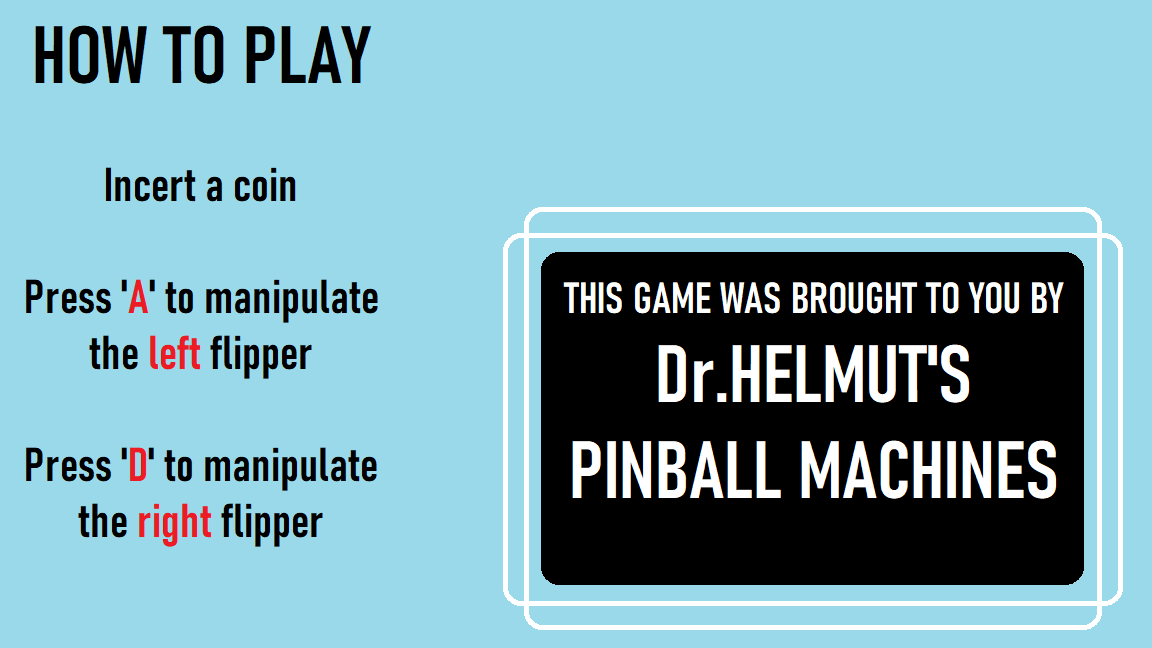 HOW TO PLAY
Incert a coin
Press 'A' to manipulate
the left flipper
Press 'D' to manipulate
the right flipper
THIS GAME WAS BROUGHT TO YOU BY
Dr.HELMUT'S
PINBALL MACHINES